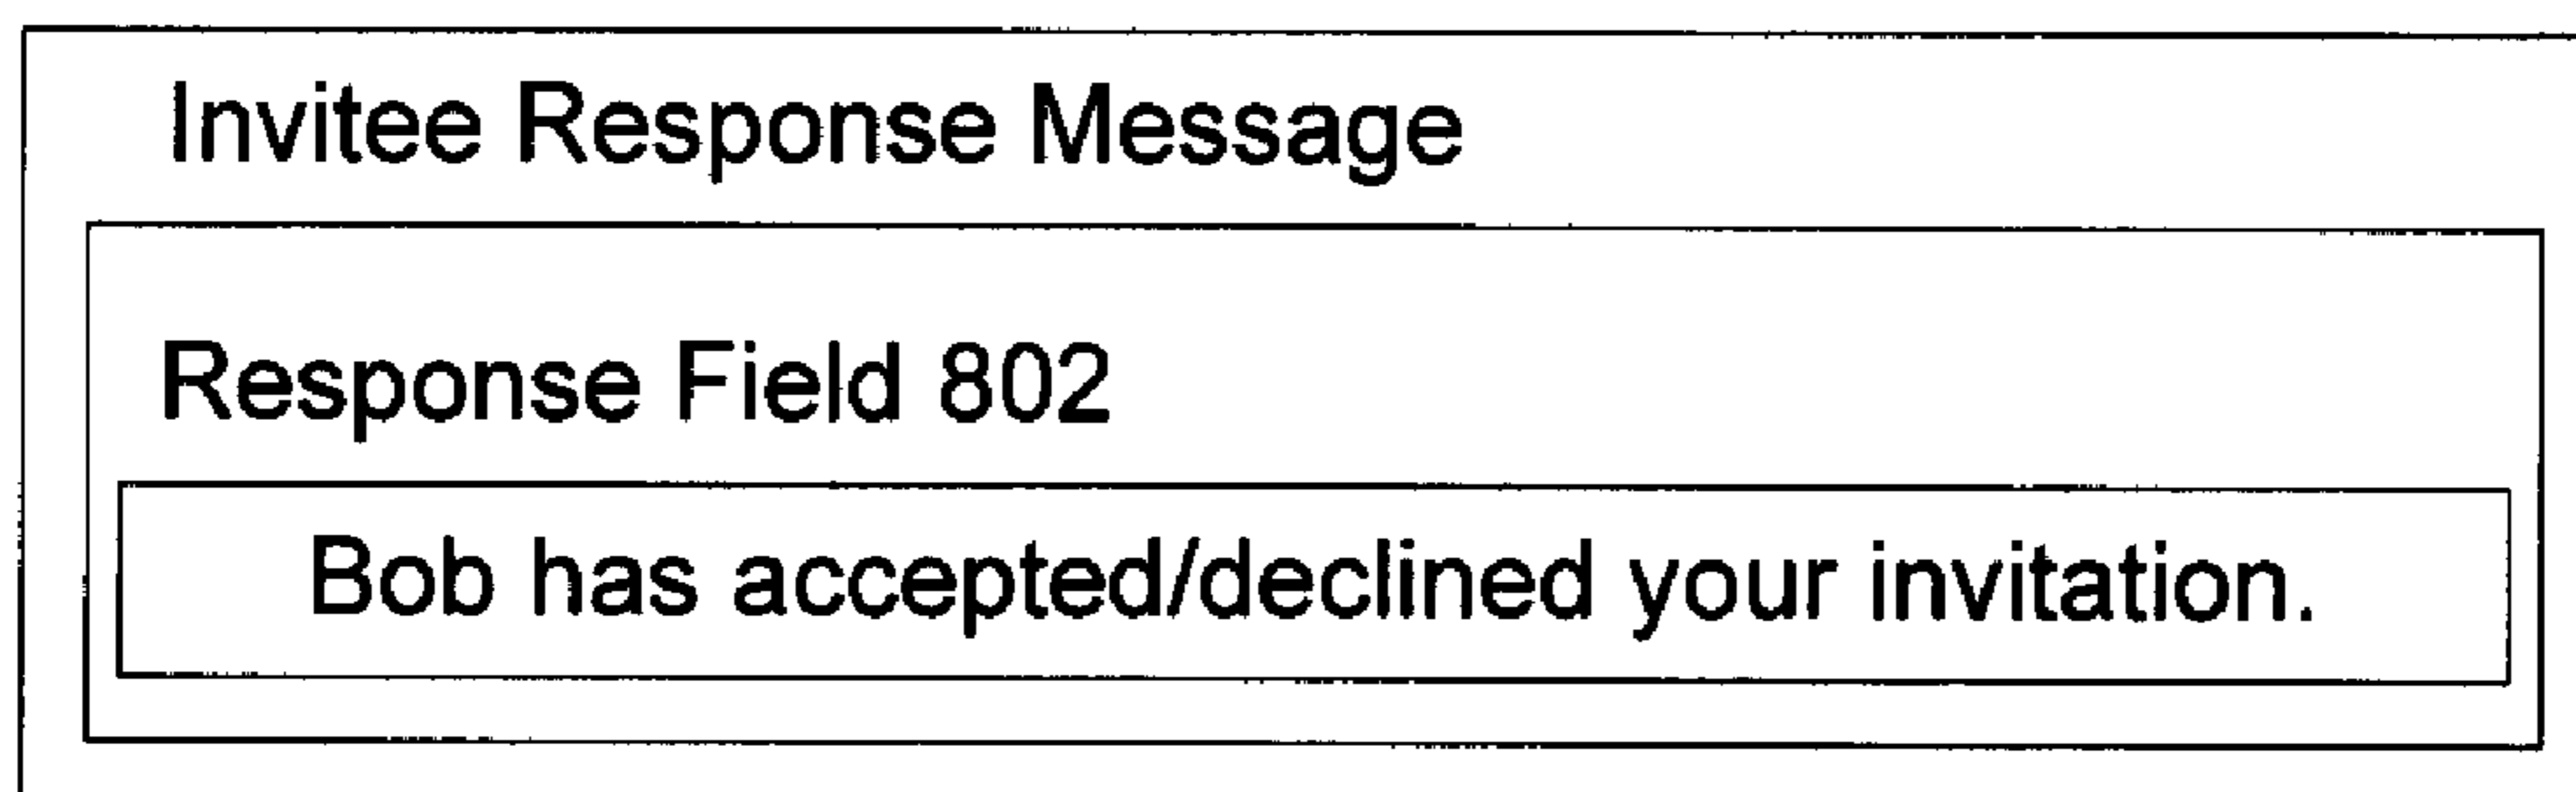 Invitee Response Message
Response Field 802
Bob has accepted/declined your invitation.